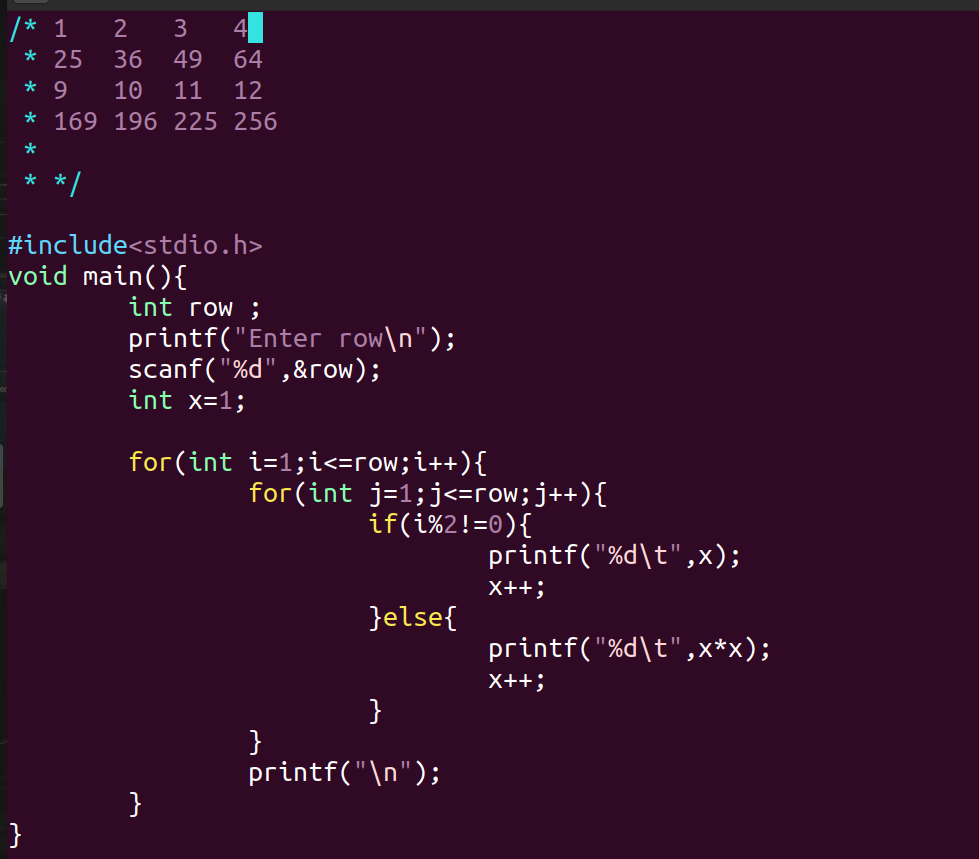 /* 1   2   3   4
 * 25  36  49  64
 * 9   10  11  12
 * 169 196 225 256
 *
 * */

#include<stdio.h>
void main(){
        int row ;
        printf("Enter row\n");
        scanf("%d",&row);
        int x=1;

        for(int i=1;i<=row;i++){
                for(int j=1;j<=row;j++){
                        if(i%2!=0){
                                printf("%d\t",x);
                                x++;
                        }else{
                                printf("%d\t",x*x);
                                x++;
                        }
                }
                printf("\n");
        }
}